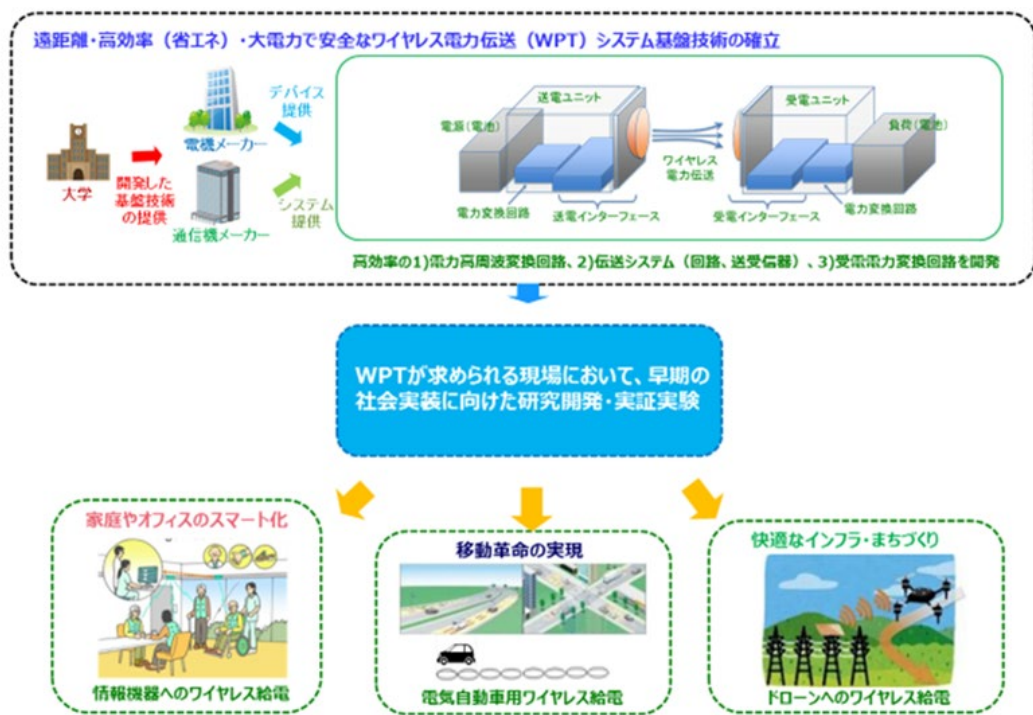 遠距離・高効率（省エネ）・大電力で安全なワイヤレス電力伝送（WPT）システム基盤技術の確立
大学
開発した
基盤技術
の提供
電機メーカー
通信機メーカー
デバイス
提供
システム
提供
送電ユニット
電源(電池)
電力変換回路
送電インターフェース
ワイヤレス
電力伝送
受電ユニット
負荷(電池)
受電インターフェース
電力変換回路
高効率の1)電力高周波変換回路、2)伝送システム（回路、送受信器）、3)受電電力変換回路を開発
WPTが求められる現場において、早期の
社会実装に向けた研究開発・実証実験
家庭やオフィスのスマート化
情報機器へのワイヤレス給電
移動革命の実現
電気自動車用ワイヤレス給電
快適なインフラ・まちづくり
ドローンへのワイヤレス給電